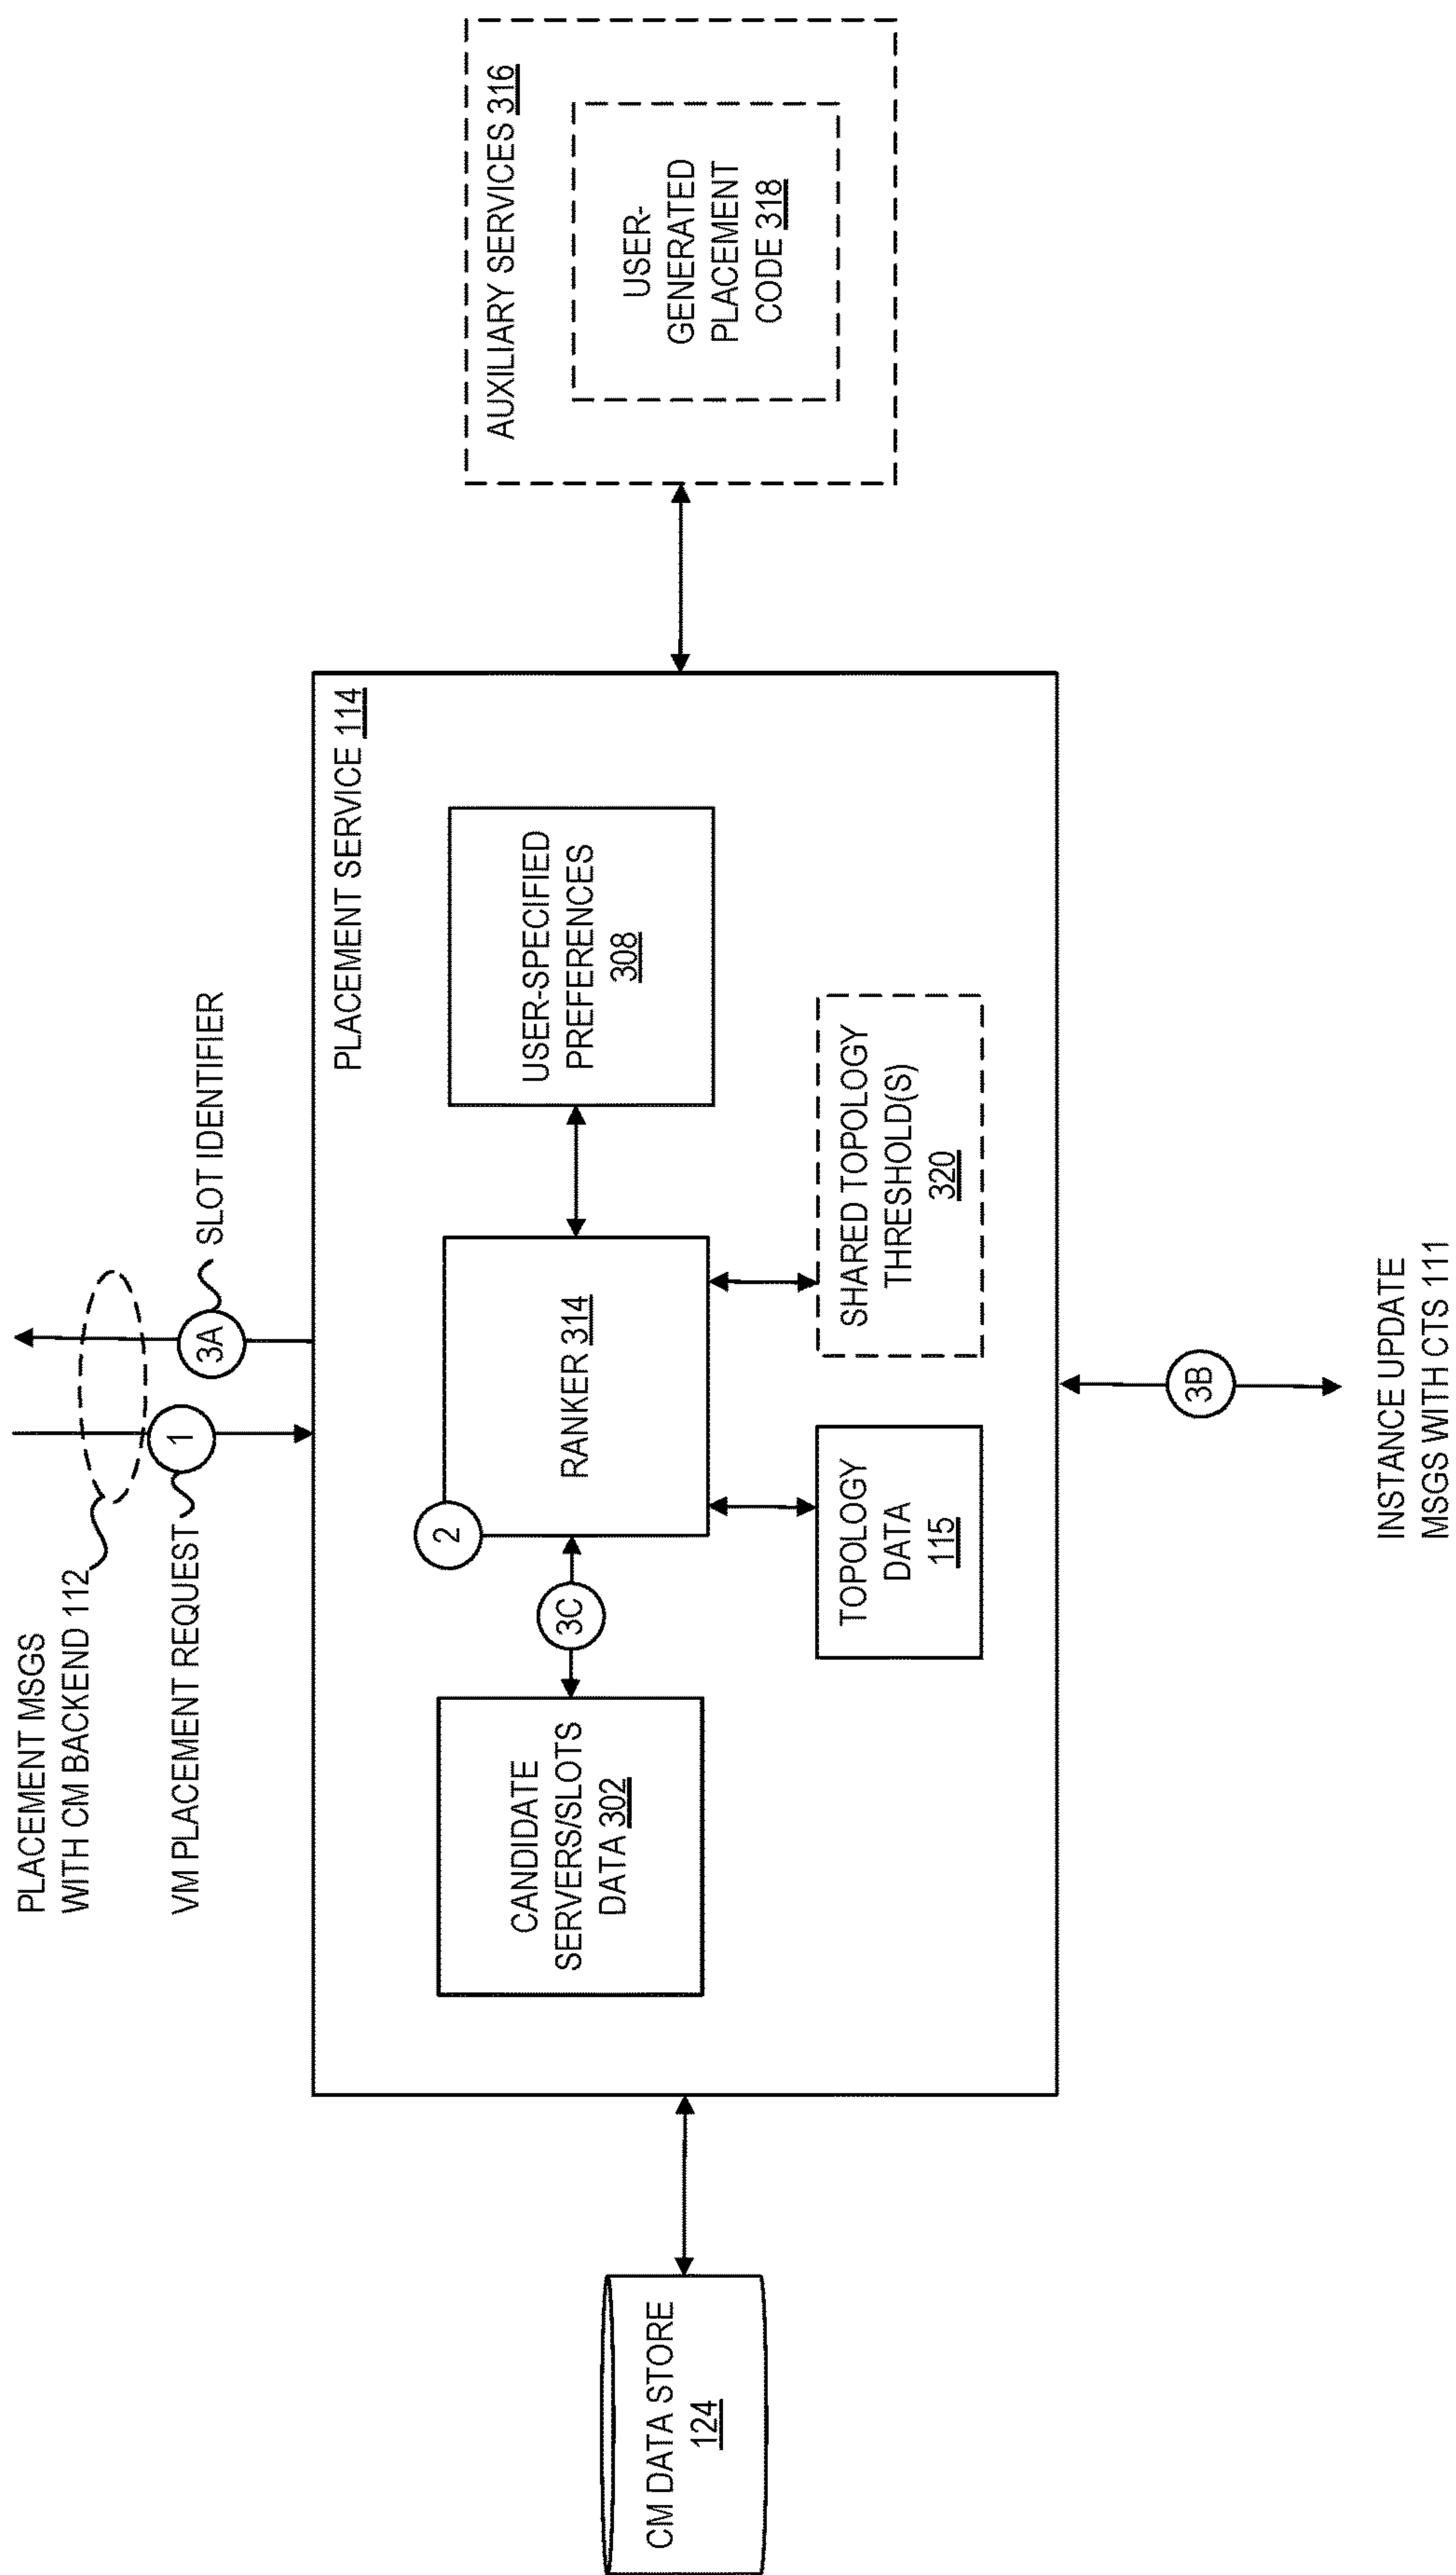 PLACEMENT MSGS
WITH CM BACKEND 112
VM PLACEMENT REQUEST
1
3A
SLOT IDENTIFIER
PLACEMENT SERVICE 114
CM DATA STORE
124
CANDIDATE
SERVERS/SLOTS
DATA 302
3C
2
RANKER 314
USER-SPECIFIED
PREFERENCES
308
TOPOLOGY
DATA
115
SHARED TOPOLOGY
THRESHOLD(S)
320
AUXILIARY SERVICES 316
USER-
GENERATED
PLACEMENT
CODE 318
3B
INSTANCE UPDATE
MSGS WITH CTS 111